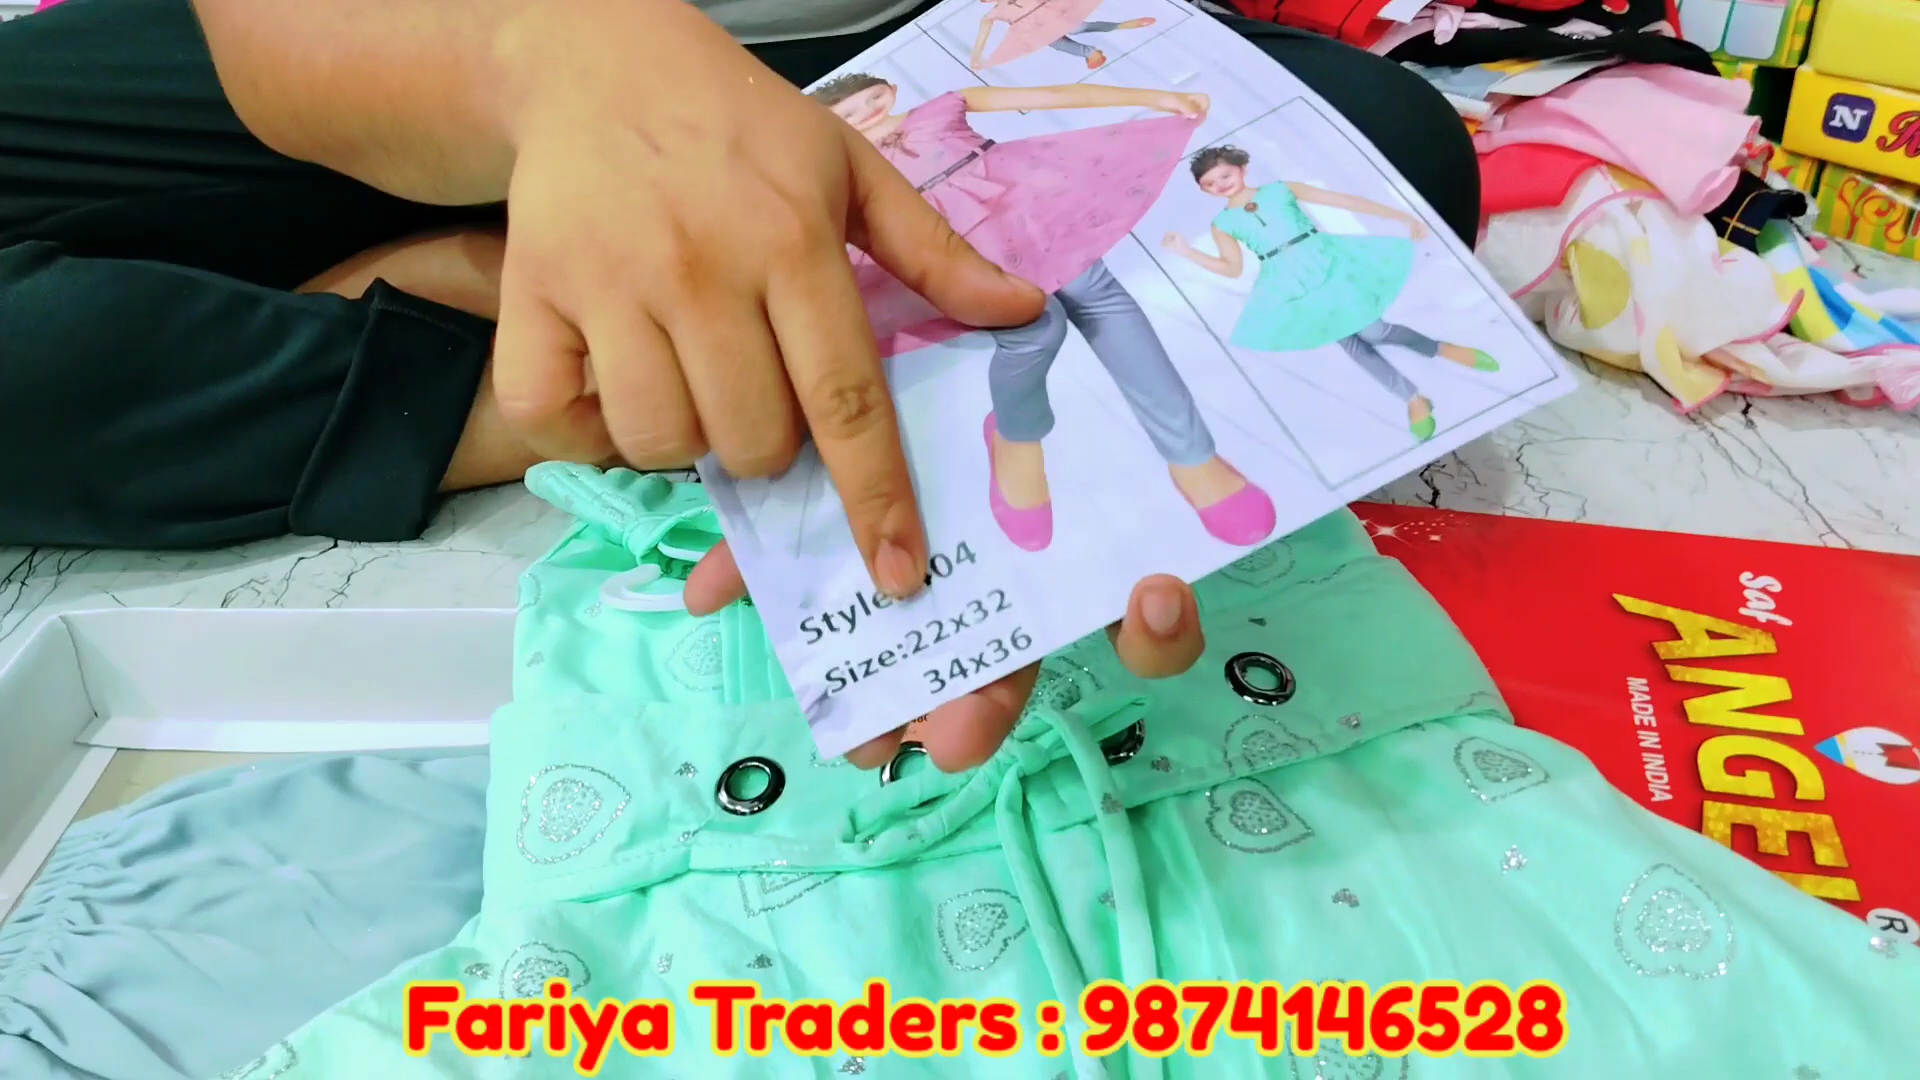 N
Style
04
Size:22x32
34x36
Saf
ANGEL
R
MADE IN INDIA
Fariya Traders : 9874146528